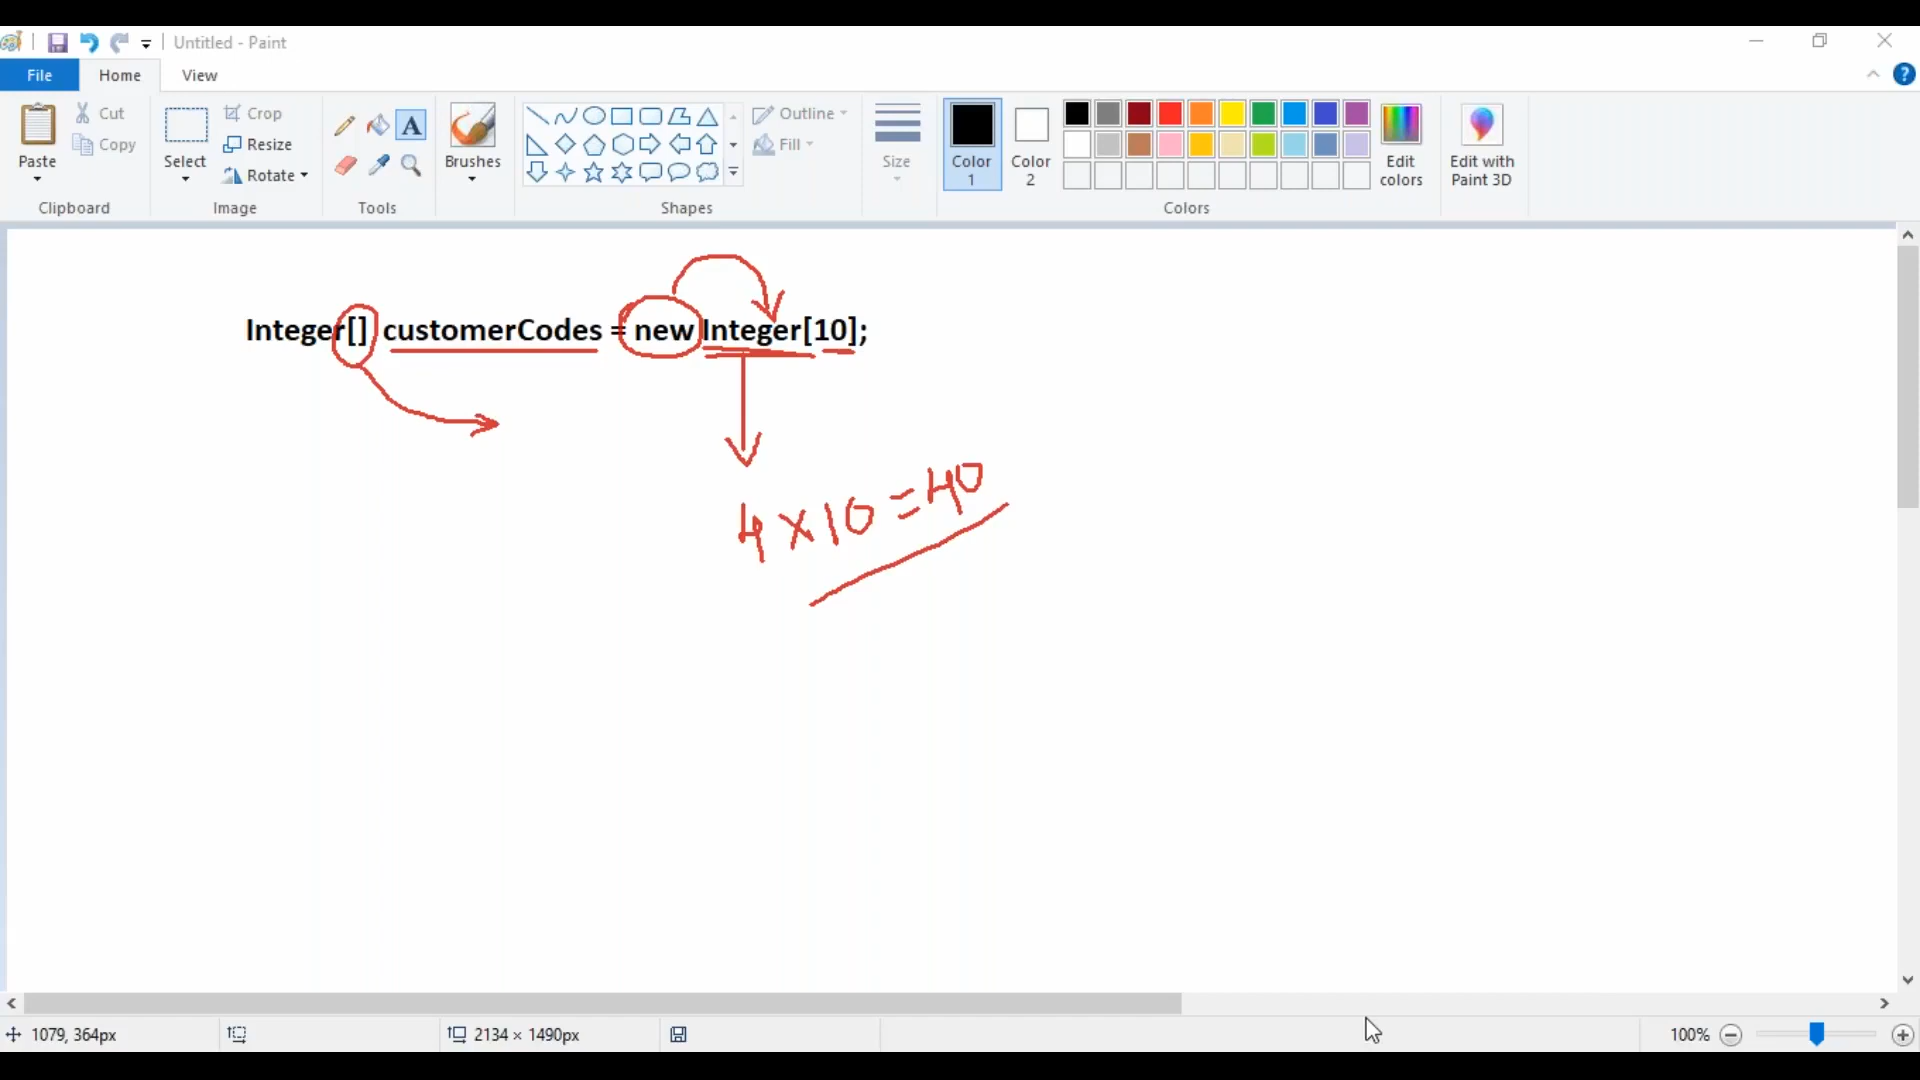 Untitled - Paint
File Home View
Paste Cut Copy Clipboard
Select Crop Resize Rotate Image
Tools
Brushes
Outline Fill Shapes
Size
Color 1 Color 2 Edit colors Colors
Edit with Paint 3D
Integer[] customerCodes = new Integer[10];
4 x 10 = 40
1079, 364px 2134 × 1490px 100%